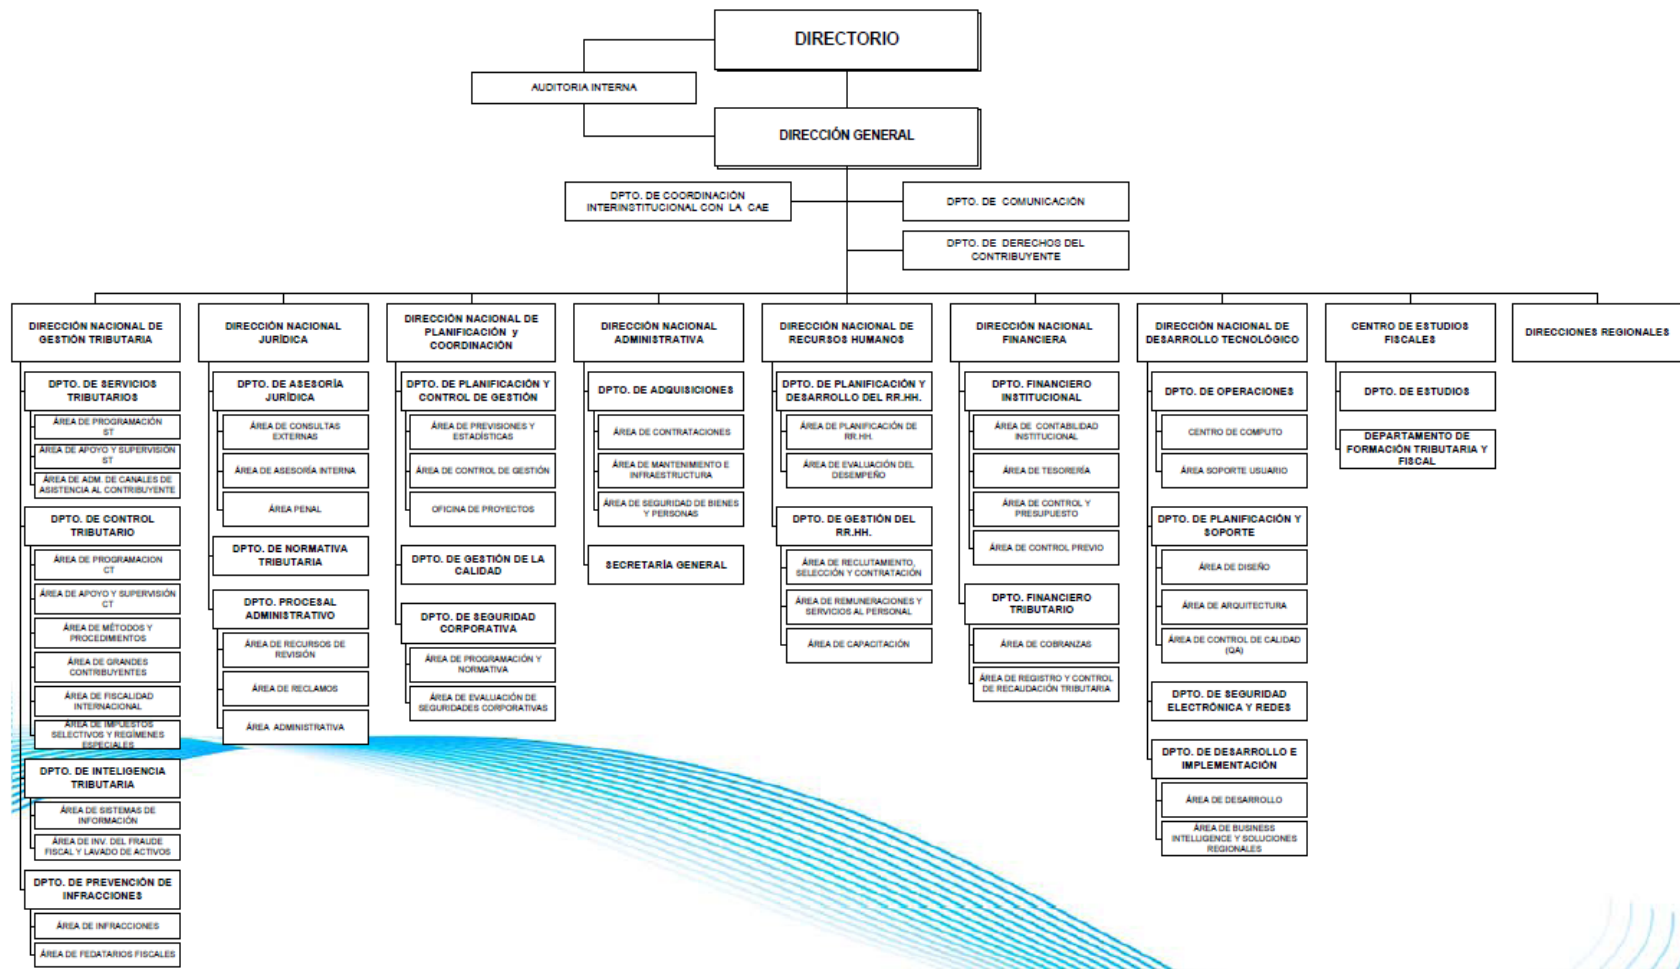 DIRECTORIO
AUDITORIA INTERNA
DIRECCIÓN GENERAL
DPTO. DE COORDINACIÓN
INTERINSTITUCIONAL CON LA CAE
DPTO. DE COMUNICACIÓN
DPTO. DE DERECHOS DEL
CONTRIBUYENTE
DIRECCIÓN NACIONAL DE
GESTIÓN TRIBUTARIA
DPTO. DE SERVICIOS
TRIBUTARIOS
ÁREA DE PROGRAMACIÓN
ST
ÁREA DE APOYO Y SUPERVISIÓN
ST
ÁREA DE ADM. DE CANALES DE
ASISTENCIA AL CONTRIBUYENTE
DPTO. DE CONTROL
TRIBUTARIO
ÁREA DE PROGRAMACION
CT
ÁREA DE APOYO Y SUPERVISIÓN
CT
ÁREA DE MÉTODOS Y
PROCEDIMIENTOS
ÁREA DE GRANDES
CONTRIBUYENTES
ÁREA DE FISCALIDAD
INTERNACIONAL
ÁREA DE IMPUESTOS
SELECTIVOS Y REGÍMENES
ESPECIALES
DPTO. DE INTELIGENCIA
TRIBUTARIA
ÁREA DE SISTEMAS DE
INFORMACIÓN
ÁREA DE INV. DEL FRAUDE
FISCAL Y LAVADO DE ACTIVOS
DPTO. DE PREVENCIÓN DE
INFRACCIONES
ÁREA DE INFRACCIONES
ÁREA DE FEDATARIOS FISCALES
DIRECCIÓN NACIONAL
JURÍDICA
DPTO. DE ASESORÍA
JURÍDICA
ÁREA DE CONSULTAS
EXTERNAS
ÁREA DE ASESORÍA INTERNA
ÁREA PENAL
DPTO. DE NORMATIVA
TRIBUTARIA
DPTO. PROCESAL
ADMINISTRATIVO
ÁREA DE RECURSOS DE
REVISIÓN
ÁREA DE RECLAMOS
ÁREA ADMINISTRATIVA
DIRECCIÓN NACIONAL DE
PLANIFICACIÓN y
COORDINACIÓN
DPTO. DE PLANIFICACIÓN Y
CONTROL DE GESTIÓN
ÁREA DE PREVISIONES Y
ESTADÍSTICAS
ÁREA DE CONTROL DE GESTIÓN
OFICINA DE PROYECTOS
DPTO. DE GESTIÓN DE LA
CALIDAD
DPTO. DE SEGURIDAD
CORPORATIVA
ÁREA DE PROGRAMACIÓN Y
NORMATIVA
ÁREA DE EVALUACIÓN DE
SEGURIDADES CORPORATIVAS
DIRECCIÓN NACIONAL
ADMINISTRATIVA
DPTO. DE ADQUISICIONES
ÁREA DE CONTRATACIONES
ÁREA DE MANTENIMIENTO E
INFRAESTRUCTURA
ÁREA DE SEGURIDAD DE BIENES
Y PERSONAS
SECRETARÍA GENERAL
DIRECCIÓN NACIONAL DE
RECURSOS HUMANOS
DPTO. DE PLANIFICACIÓN Y
DESARROLLO DEL RR.HH.
ÁREA DE PLANIFICACIÓN DE
RR.HH.
ÁREA DE EVALUACIÓN DEL
DESEMPEÑO
DPTO. DE GESTIÓN DEL
RR.HH.
ÁREA DE RECLUTAMIENTO,
SELECCIÓN Y CONTRATACIÓN
ÁREA DE REMUNERACIONES Y
SERVICIOS AL PERSONAL
ÁREA DE CAPACITACIÓN
DIRECCIÓN NACIONAL
FINANCIERA
DPTO. FINANCIERO
INSTITUCIONAL
ÁREA DE CONTABILIDAD
INSTITUCIONAL
ÁREA DE TESORERÍA
ÁREA DE CONTROL Y
PRESUPUESTO
ÁREA DE CONTROL PREVIO
DPTO. FINANCIERO
TRIBUTARIO
ÁREA DE COBRANZAS
ÁREA DE REGISTRO Y CONTROL
DE RECAUDACIÓN TRIBUTARIA
DIRECCIÓN NACIONAL DE
DESARROLLO TECNOLÓGICO
DPTO. DE OPERACIONES
CENTRO DE COMPUTO
ÁREA SOPORTE USUARIO
DPTO. DE PLANIFICACIÓN Y
SOPORTE
ÁREA DE DISEÑO
ÁREA DE ARQUITECTURA
ÁREA DE CONTROL DE CALIDAD
(QA)
DPTO. DE SEGURIDAD
ELECTRÓNICA Y REDES
DPTO. DE DESARROLLO E
IMPLEMENTACIÓN
ÁREA DE DESARROLLO
ÁREA DE BUSINESS
INTELLIGENCE Y SOLUCIONES
REGIONALES
CENTRO DE ESTUDIOS
FISCALES
DPTO. DE ESTUDIOS
DEPARTAMENTO DE
FORMACIÓN TRIBUTARIA Y
FISCAL
DIRECCIONES REGIONALES